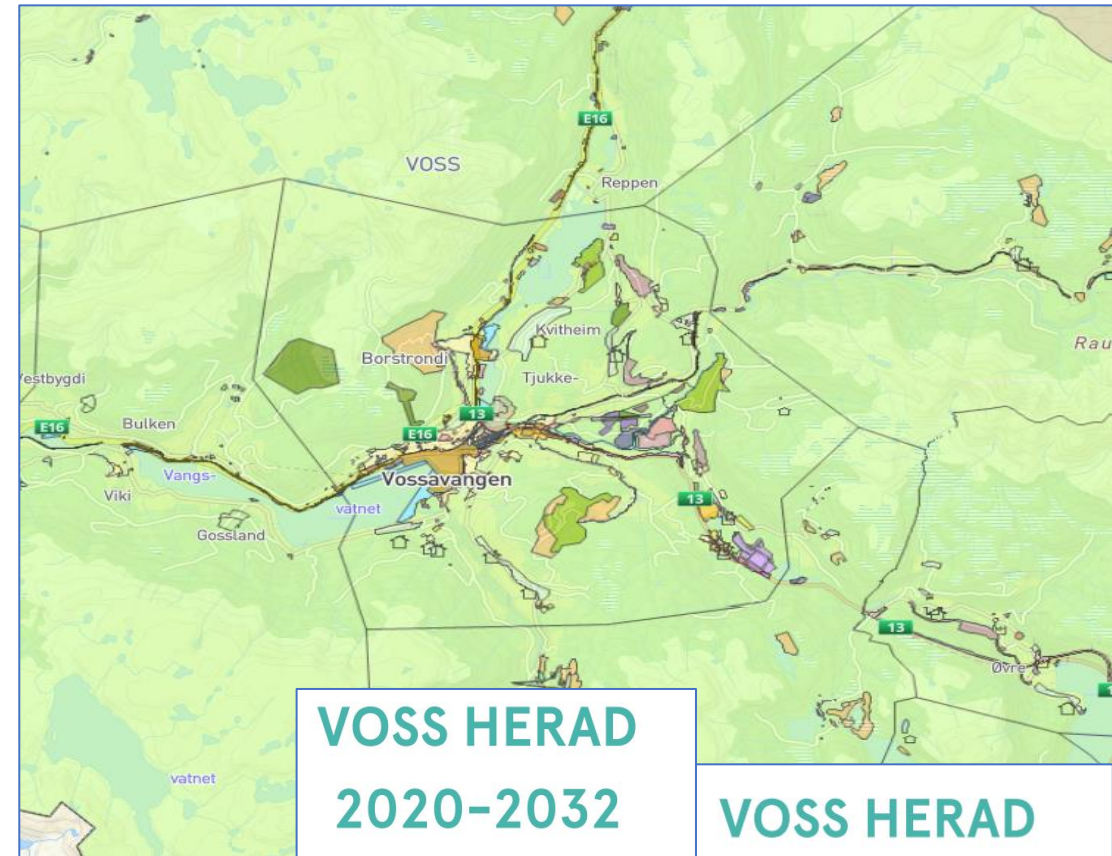 E16
VOSS
Reppen
Kvitheim
Borstrondi
Tjukke-
Rau
estbygdi
E16
Bulken
13
E16
Vangs-
Vossavangen
Viki
vatnet
13
Gossland
13
Øvre
vatnet
VOSS HERAD
2020-2032
VOSS HERAD